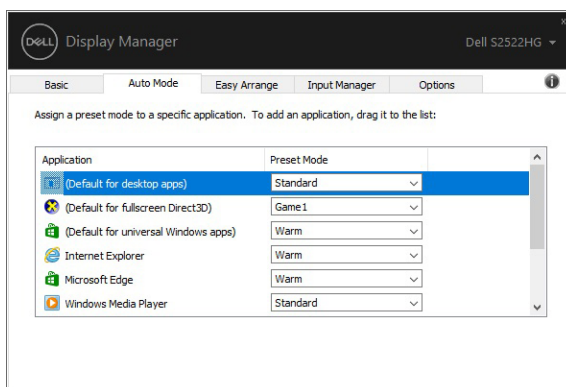 DELL
Display Manager
Dell S2522HG
Basic
Auto Mode
Easy Arrange
Input Manager
Options
Assign a preset mode to a specific application. To add an application, drag it to the list:
Application
Preset Mode
(Default for desktop apps)
Standard
(Default for fullscreen Direct3D)
Game1
(Default for universal Windows apps)
Warm
Internet Explorer
Warm
Microsoft Edge
Warm
Windows Media Player
Standard